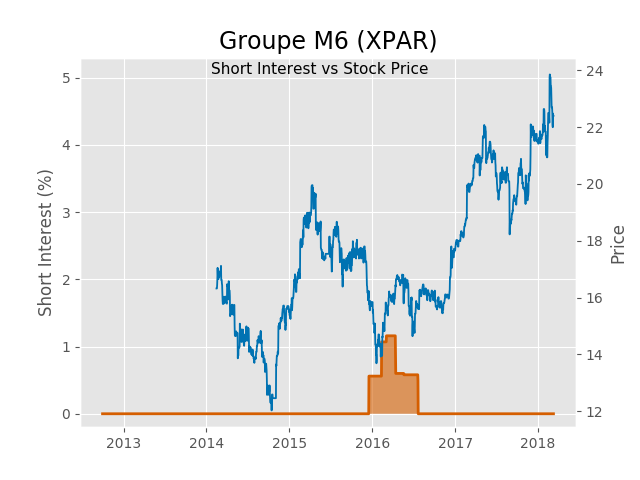 Groupe M6 (XPAR)
Short Interest vs Stock Price
Short Interest (%)
5
4
3
2
1
0
24
22
20
18
16
14
12
Price
2013 2014 2015 2016 2017 2018